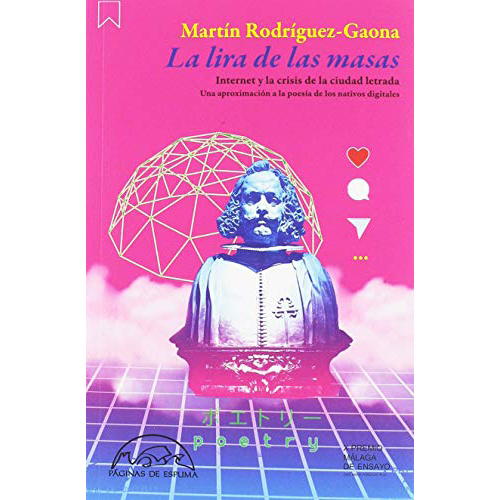 Martín Rodríguez-Gaona
La lira de las masas
Internet y la crisis de la ciudad letrada
Una aproximación a la poesía de los nativos digitales
ポエトリー
poetry
PÁGINAS DE ESPUMA
X PREMIO
MÁLAGA
DE ENSAYO